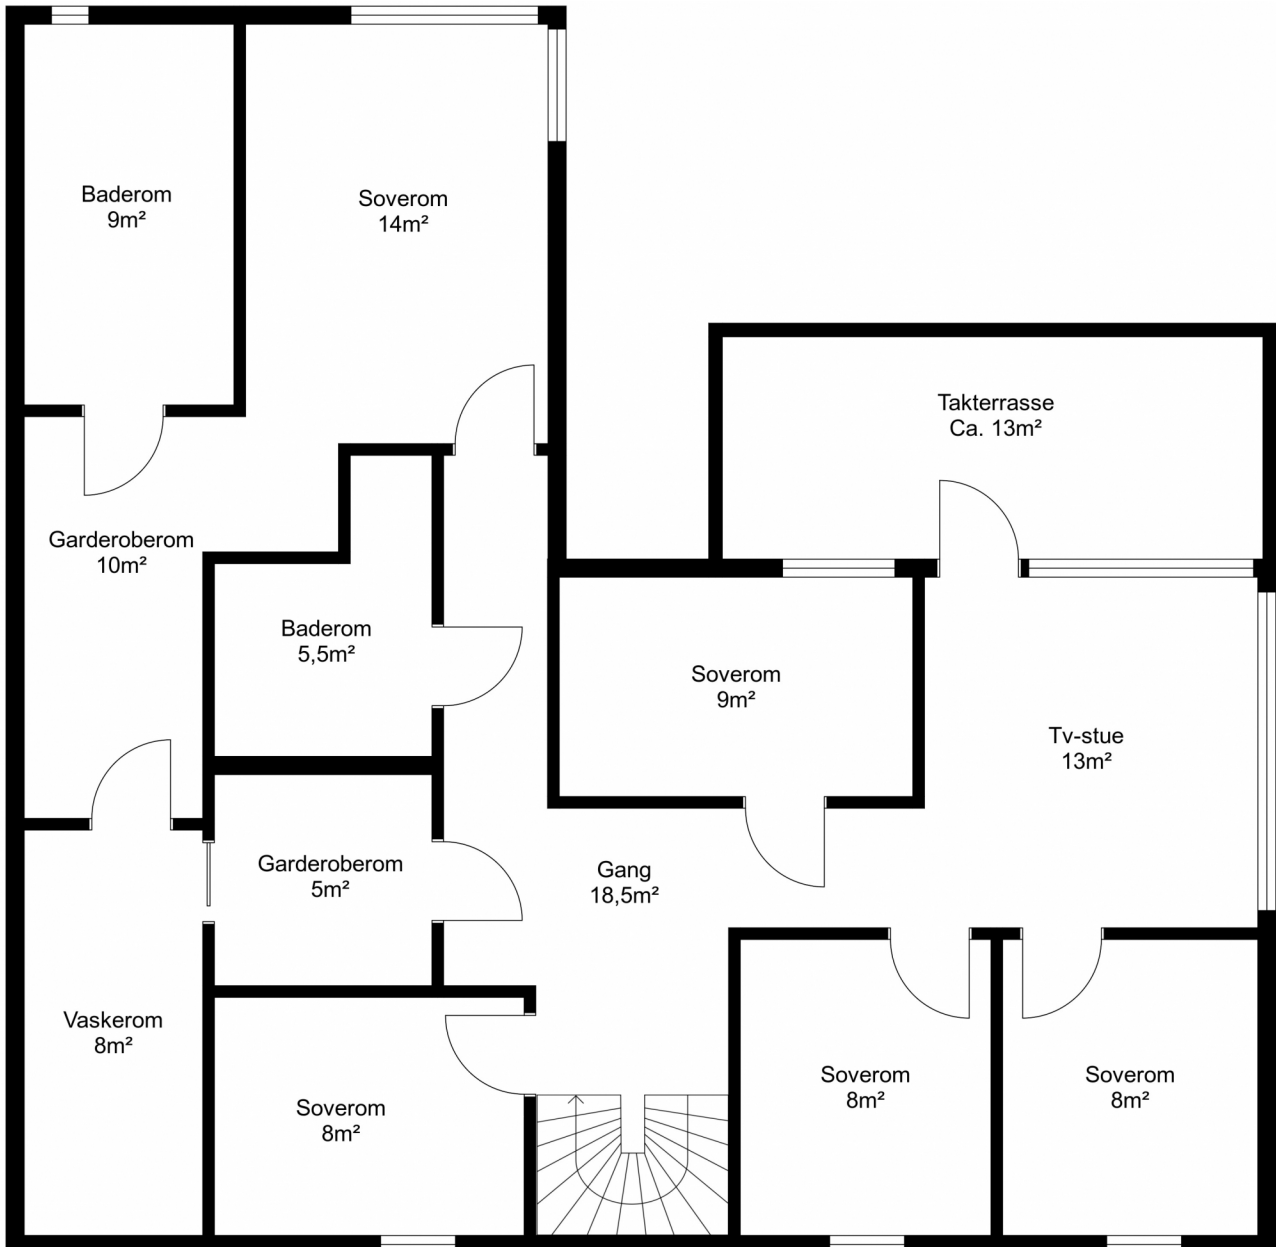 Baderom
9m²
Soverom
14m²
Takterrasse
Ca. 13m²
Garderoberom
10m²
Baderom
5,5m²
Soverom
9m²
Tv-stue
13m²
Garderoberom
5m²
Gang
18,5m²
Vaskerom
8m²
Soverom
8m²
Soverom
8m²
Soverom
8m²